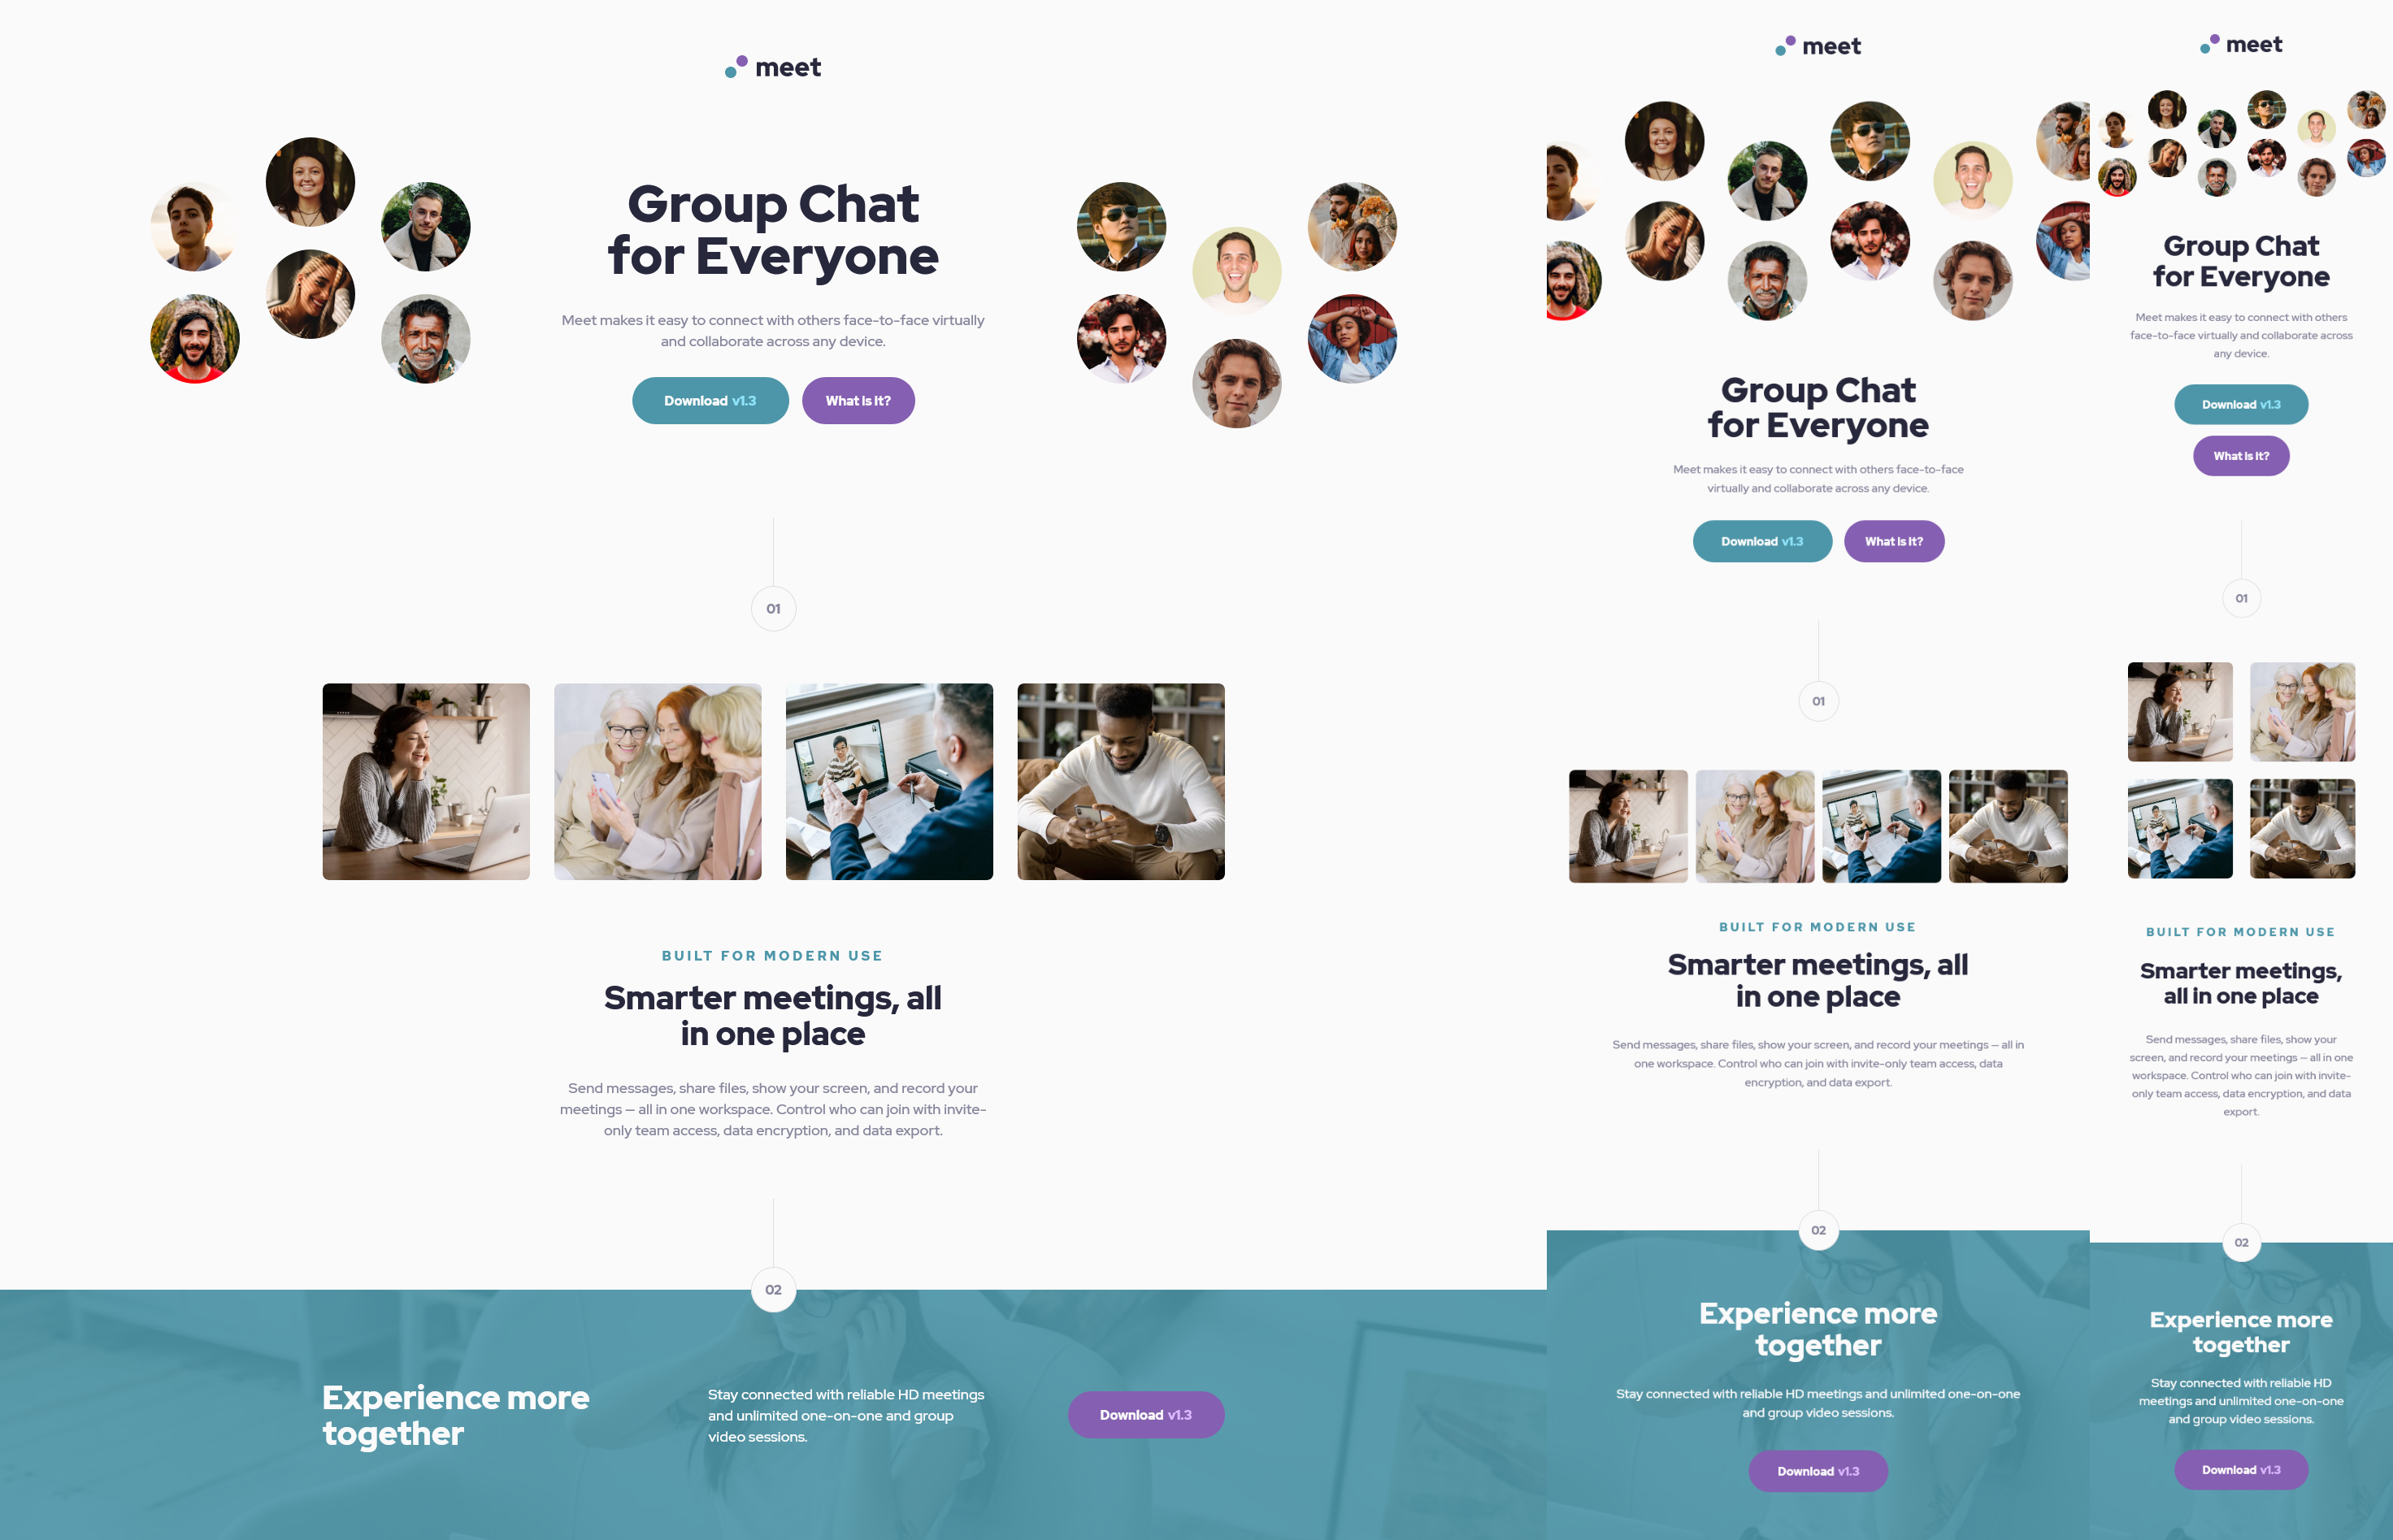 meet
Group Chat
for Everyone
Meet makes it easy to connect with others face-to-face virtually
and collaborate across any device.
Download v1.3
What is it?
01
BUILT FOR MODERN USE
Smarter meetings, all
in one place
Send messages, share files, show your screen, and record your
meetings — all in one workspace. Control who can join with invite-
only team access, data encryption, and data export.
02
Experience more
together
Stay connected with reliable HD meetings
and unlimited one-on-one and group
video sessions.
Download v1.3
meet
Group Chat
for Everyone
Meet makes it easy to connect with others face-to-face
virtually and collaborate across any device.
Download v1.3
What is it?
01
BUILT FOR MODERN USE
Smarter meetings, all
in one place
Send messages, share files, show your screen, and record your meetings — all in
one workspace. Control who can join with invite-only team access, data
encryption, and data export.
02
Experience more
together
Stay connected with reliable HD meetings and unlimited one-on-one
and group video sessions.
Download v1.3
meet
Group Chat
for Everyone
Meet makes it easy to connect with others
face-to-face virtually and collaborate across
any device.
Download v1.3
What is it?
01
BUILT FOR MODERN USE
Smarter meetings,
all in one place
Send messages, share files, show your
screen, and record your meetings — all in one
workspace. Control who can join with invite-
only team access, data encryption, and data
export.
02
Experience more
together
Stay connected with reliable HD
meetings and unlimited one-on-one
and group video sessions.
Download v1.3